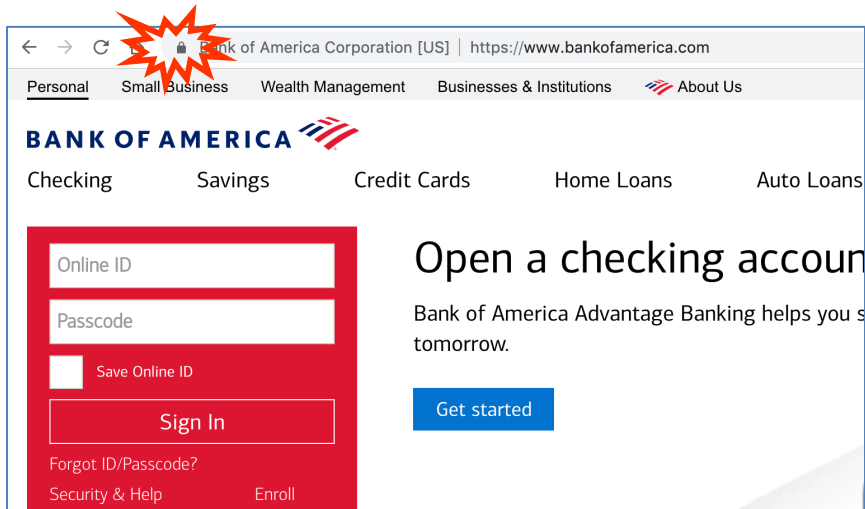 Bank of America Corporation [US] | https://www.bankofamerica.com
Personal Small Business Wealth Management Businesses & Institutions About Us
BANK OF AMERICA
Checking Savings Credit Cards Home Loans Auto Loans
Online ID
Passcode
Save Online ID
Sign In
Forgot ID/Passcode?
Security & Help Enroll
Open a checking accoun
Bank of America Advantage Banking helps you s
tomorrow.
Get started